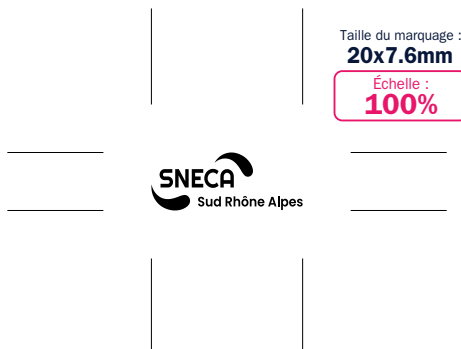 Taille du marquage :
20x7.6mm
Échelle :
100%
SNECA
Sud Rhône Alpes